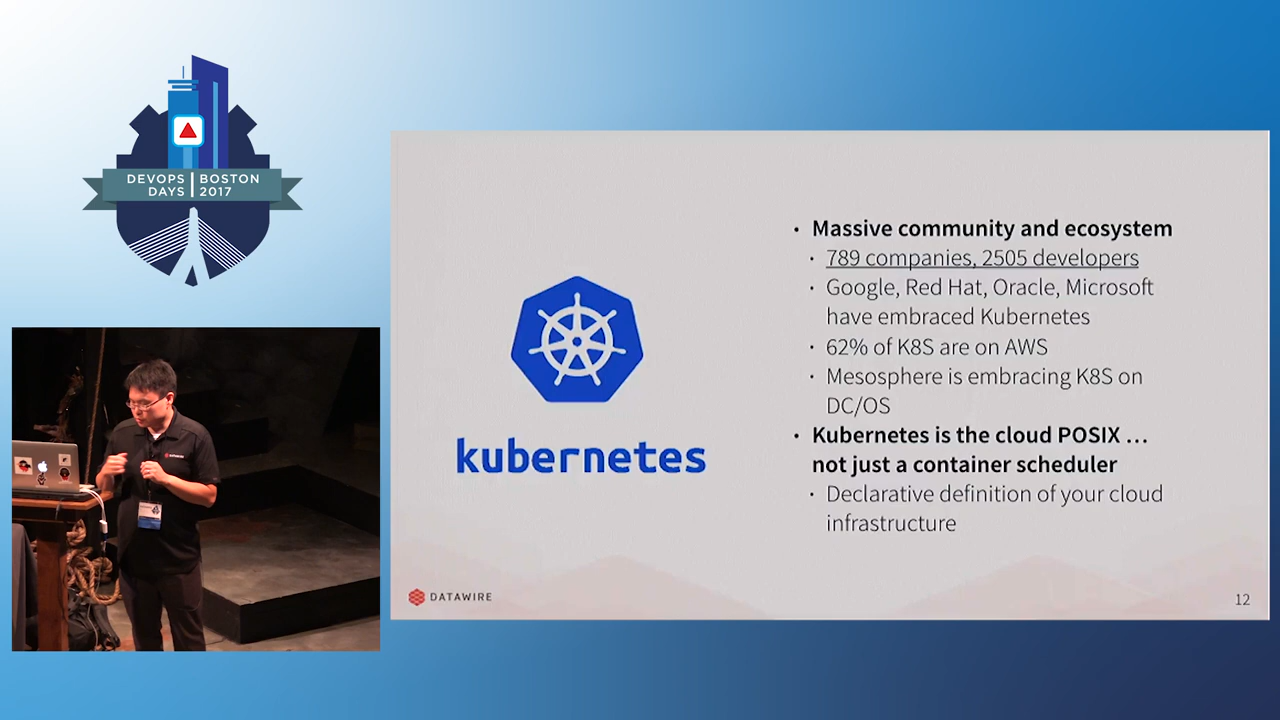 DEVOPS | BOSTON
DAYS | 2017
kubernetes
• Massive community and ecosystem
• 789 companies, 2505 developers
• Google, Red Hat, Oracle, Microsoft
have embraced Kubernetes
• 62% of K8S are on AWS
• Mesosphere is embracing K8S on
DC/OS
• Kubernetes is the cloud POSIX …
not just a container scheduler
• Declarative definition of your cloud
infrastructure
DATAWIRE
12